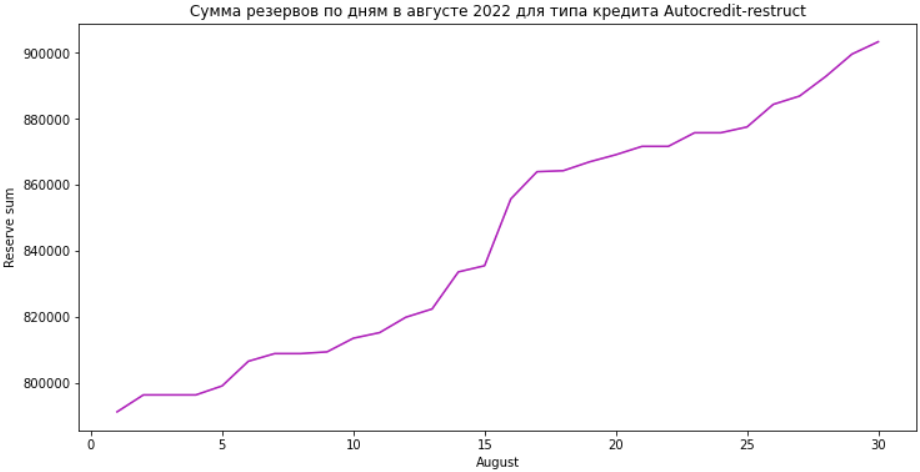 Сумма резервов по дням в августе 2022 для типа кредита Autocredit-restruct
Reserve sum
900000
880000
860000
840000
820000
800000
0 5 10 15 20 25 30
August